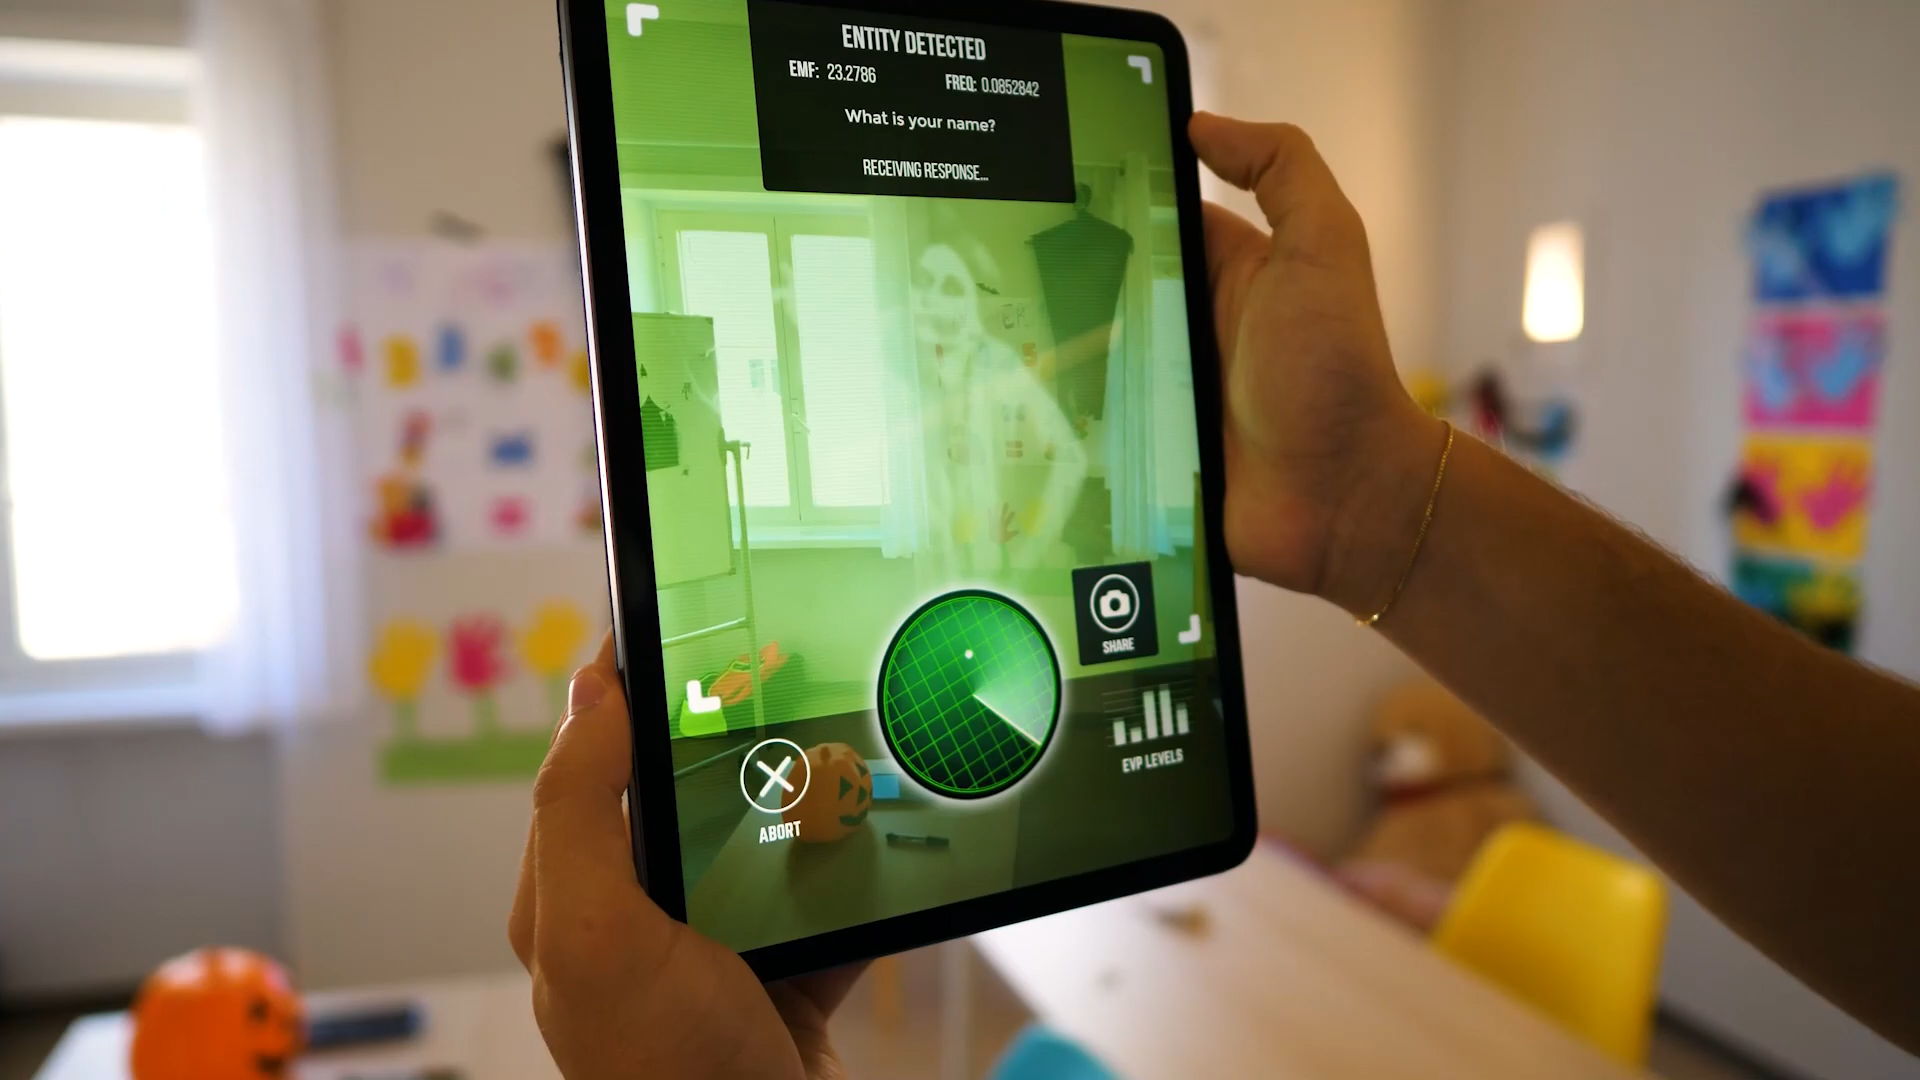 ENTITY DETECTED
EMF: 23.2786
FREQ: 0.0852842
What is your name?
RECEIVING RESPONSE...
SHARE
EVP LEVELS
ABORT